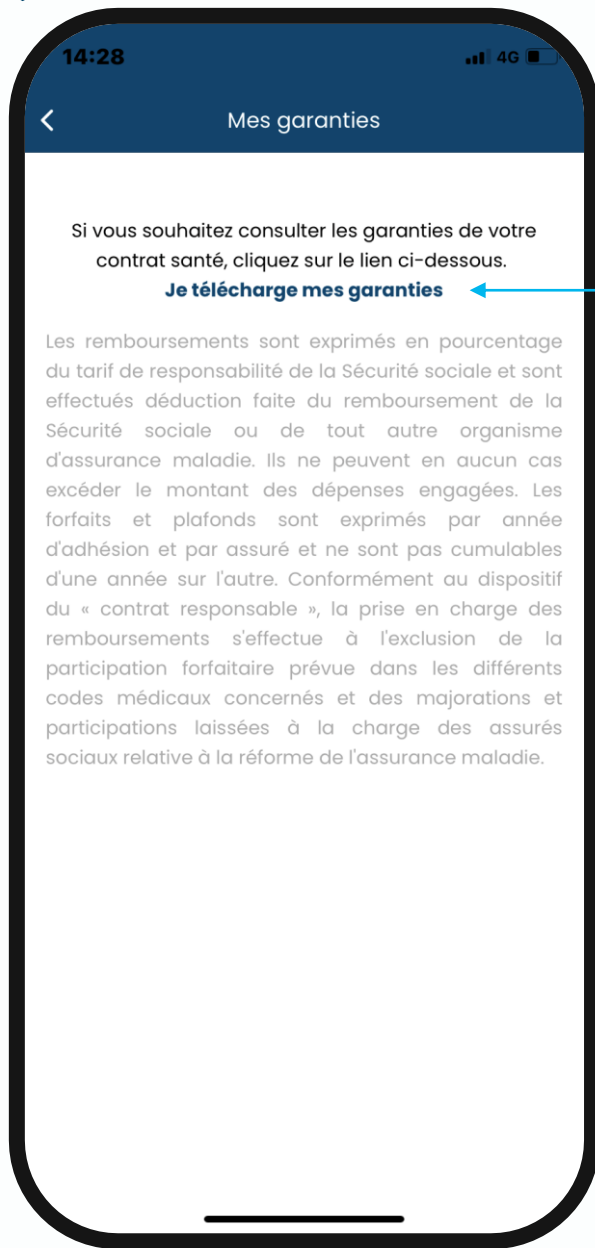 14:28
4G
Mes garanties
Si vous souhaitez consulter les garanties de votre
contrat santé, cliquez sur le lien ci-dessous.
Je télécharge mes garanties
Les remboursements sont exprimés en pourcentage
du tarif de responsabilité de la Sécurité sociale et sont
effectués déduction faite du remboursement de la
Sécurité sociale ou de tout autre organisme
d'assurance maladie. Ils ne peuvent en aucun cas
excéder le montant des dépenses engagées. Les
forfaits et plafonds sont exprimés par année
d'adhésion et par assuré et ne sont pas cumulables
d'une année sur l'autre. Conformément au dispositif
du « contrat responsable », la prise en charge des
remboursements s'effectue à l'exclusion de la
participation forfaitaire prévue dans les différents
codes médicaux concernés et des majorations et
participations laissées à la charge des assurés
sociaux relative à la réforme de l'assurance maladie.